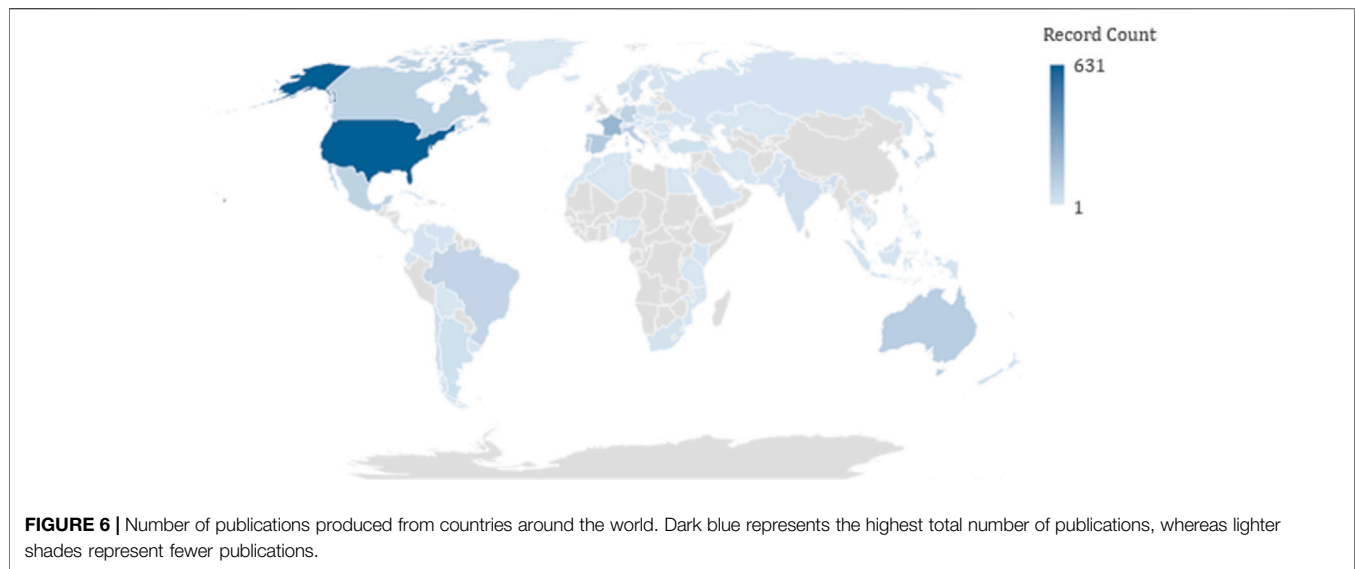 Record Count
631
1
FIGURE 6 | Number of publications produced from countries around the world. Dark blue represents the highest total number of publications, whereas lighter
shades represent fewer publications.